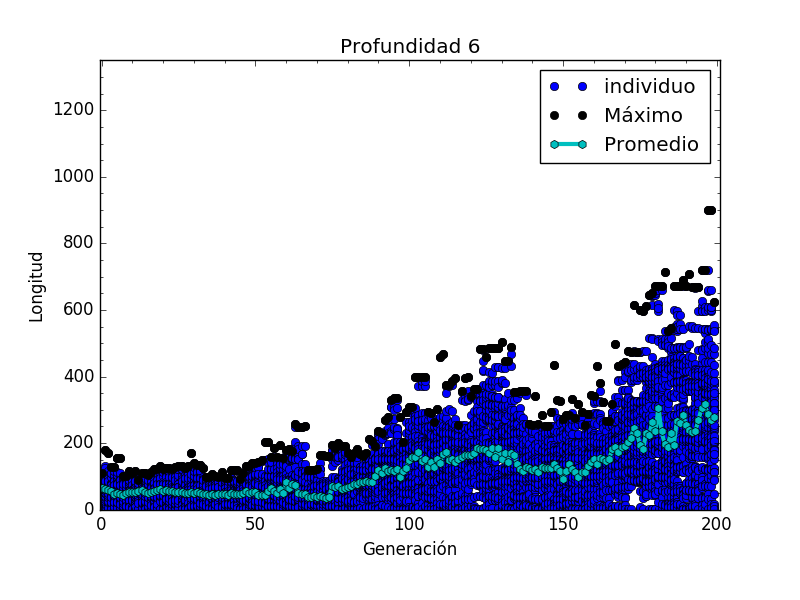 Profundidad 6
individuo
Máximo
Promedio
1200
1000
800
600
400
200
0
Longitud
0 50 100 150 200
Generación